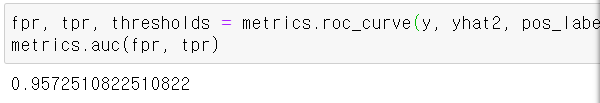 fpr, tpr, thresholds = metrics.roc_curve(y, yhat2, pos_labe
metrics.auc(fpr, tpr)
0.9572510822510822